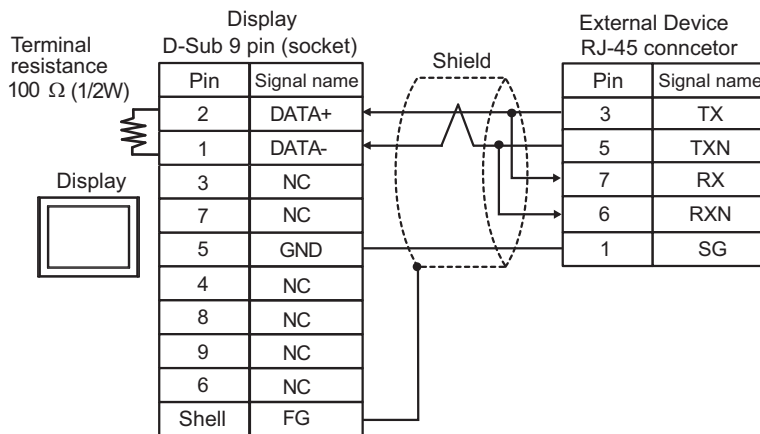 Display
D-Sub 9 pin (socket)
External Device
RJ-45 conncetor
Terminal
resistance
100 Ω (1/2W)
Shield
Pin Signal name
2 DATA+
1 DATA-
3 NC
7 NC
5 GND
4 NC
8 NC
9 NC
6 NC
Shell FG
Display
Pin Signal name
3 TX
5 TXN
7 RX
6 RXN
1 SG